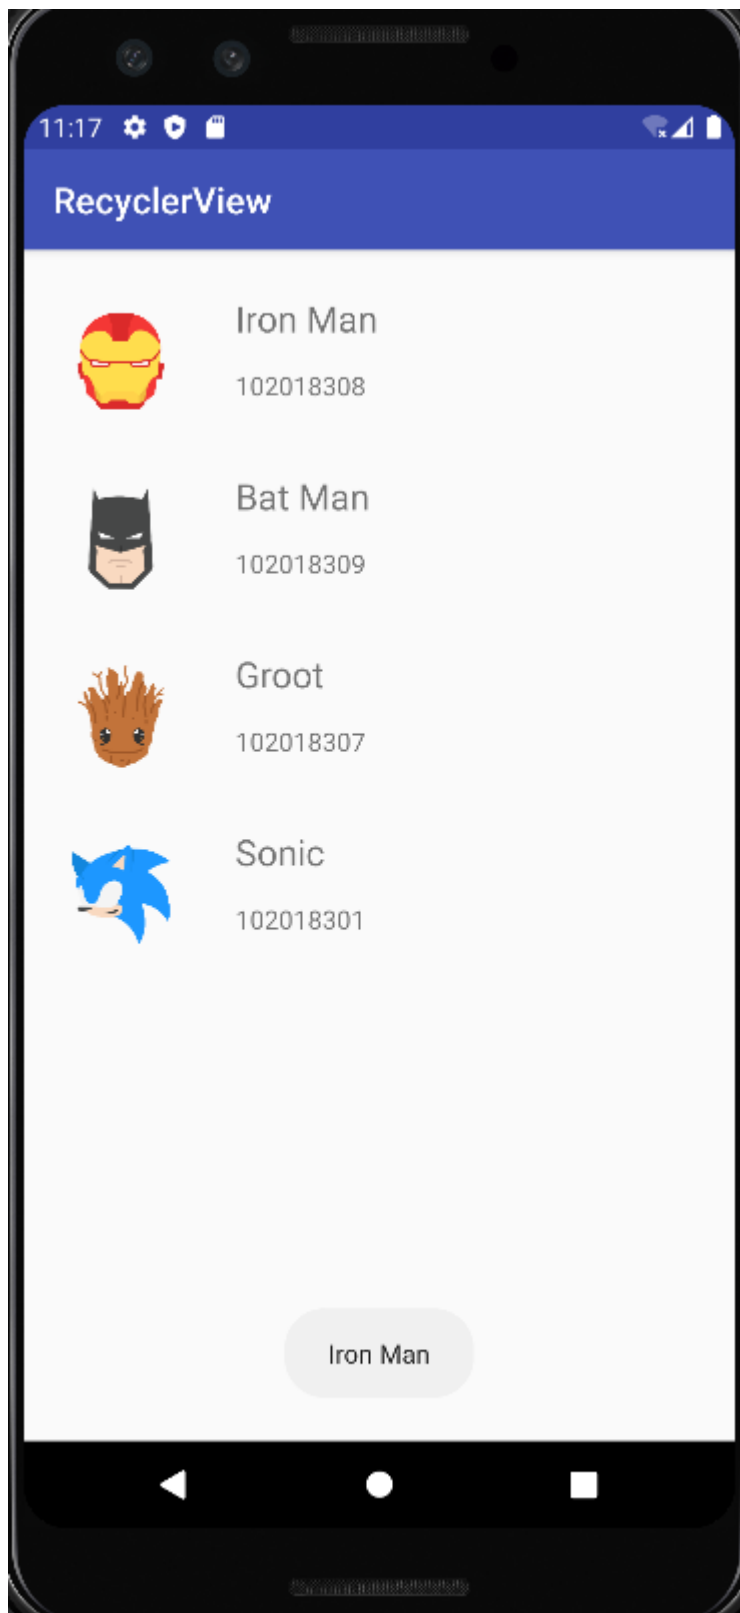 11:17
RecyclerView
Iron Man
102018308
Bat Man
102018309
Groot
102018307
Sonic
102018301
Iron Man